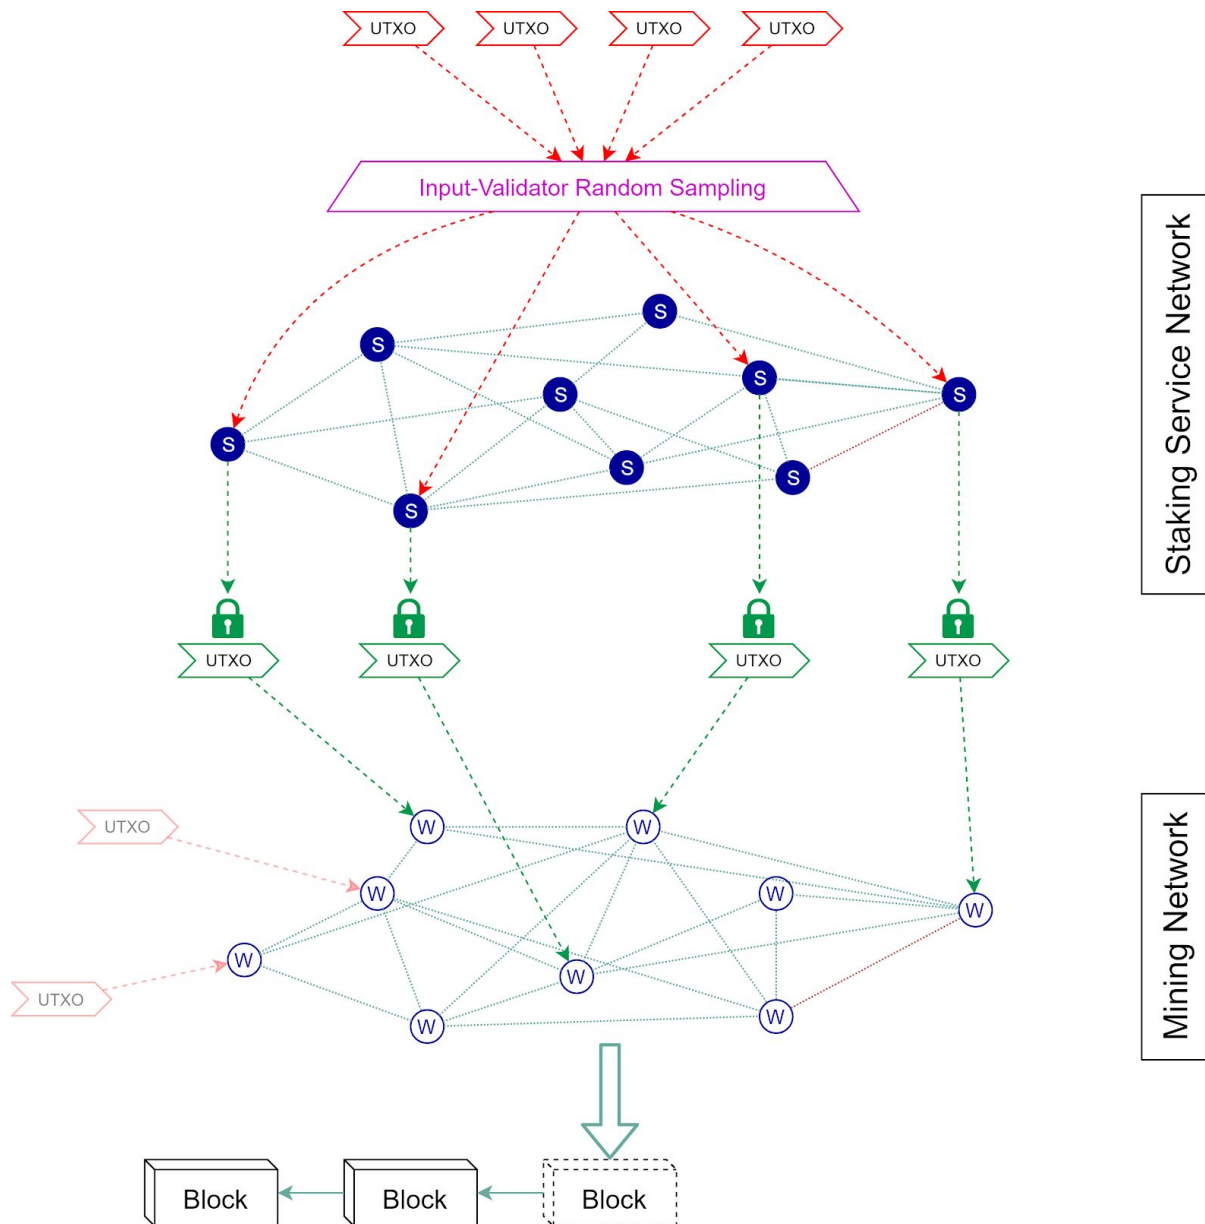 UTXO
UTXO
UTXO
UTXO
Input-Validator Random Sampling
Staking Service Network
S
S
S
S
S
S
S
S
S
UTXO
UTXO
UTXO
UTXO
Mining Network
UTXO
W
W
W
W
W
W
W
UTXO
W
W
Block
Block
Block